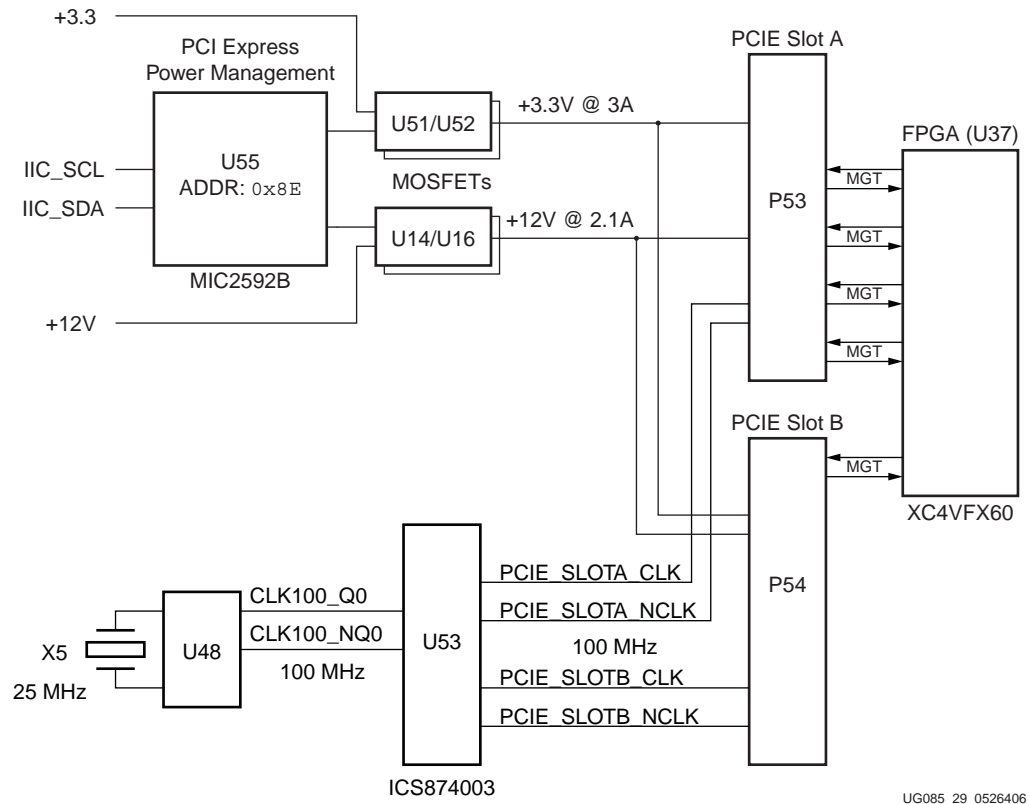 +3.3
PCI Express
Power Management
PCIE Slot A
U51/U52
+3.3V @ 3A
FPGA (U37)
IIC_SCL
U55
ADDR: 0x8E
MOSFETs
MGT
IIC_SDA
P53
U14/U16
+12V @ 2.1A
MGT
MIC2592B
MGT
+12V
MGT
PCIE Slot B
MGT
XC4VFX60
PCIE_SLOTA_CLK
P54
CLK100_Q0
PCIE_SLOTA_NCLK
CLK100_NQ0
U53
X5
U48
100 MHz
100 MHz
25 MHz
PCIE_SLOTB_CLK
PCIE_SLOTB_NCLK
ICS874003
UG085_29_0526406